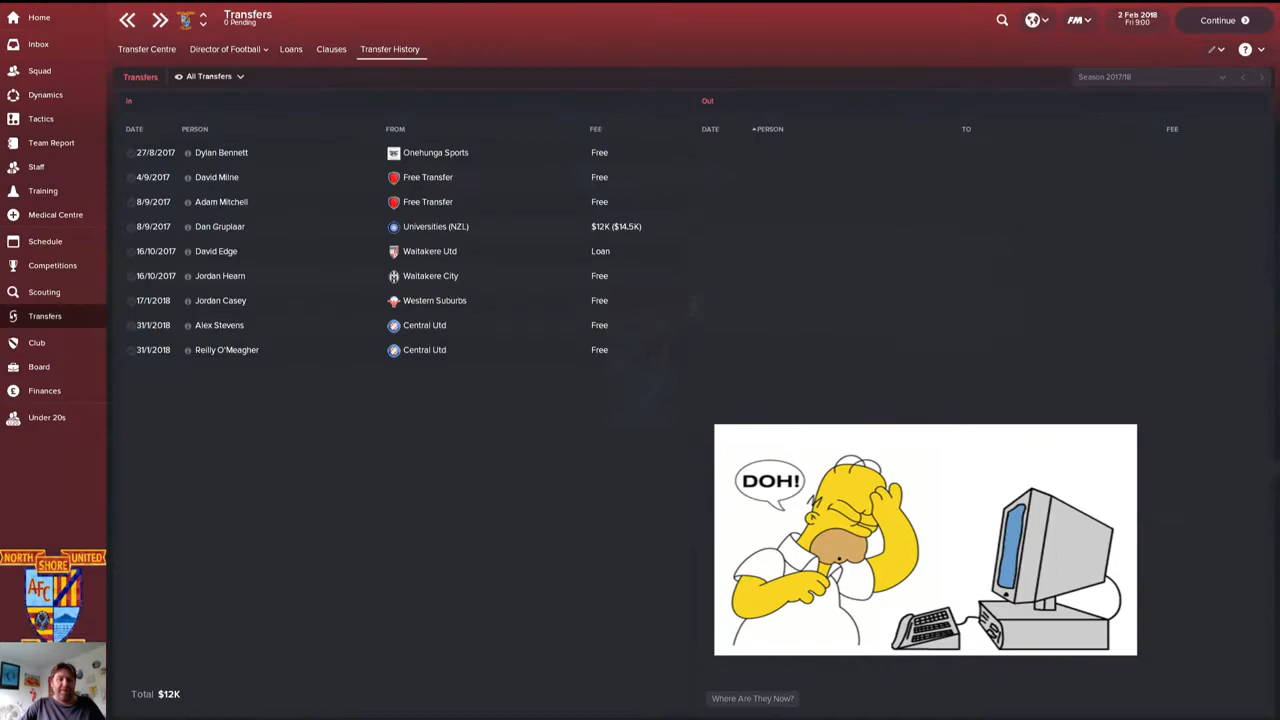 Home
Inbox
Squad
Dynamics
Tactics
Team Report
Staff
Training
Medical Centre
Schedule
Competitions
Scouting
Transfers
Club
Board
Finances
Under 20s
NORTH SHORE UNITED
AFC
Transfers
0 Pending
FM
2 Feb 2018
Fri 9:00
Continue
Transfer Centre Director of Football Loans Clauses Transfer History
Transfers All Transfers Season 2017/18
In
DATE PERSON FROM FEE
27/8/2017 Dylan Bennett Onehunga Sports Free
4/9/2017 David Milne Free Transfer Free
8/9/2017 Adam Mitchell Free Transfer Free
8/9/2017 Dan Gruplaar Universities (NZL) $12K ($14.5K)
16/10/2017 David Edge Waitakere Utd Loan
16/10/2017 Jordan Hearn Waitakere City Free
17/1/2018 Jordan Casey Western Suburbs Free
31/1/2018 Alex Stevens Central Utd Free
31/1/2018 Reilly O'Meagher Central Utd Free
Total $12K
Out
DATE PERSON TO FEE
DOH!
Where Are They Now?